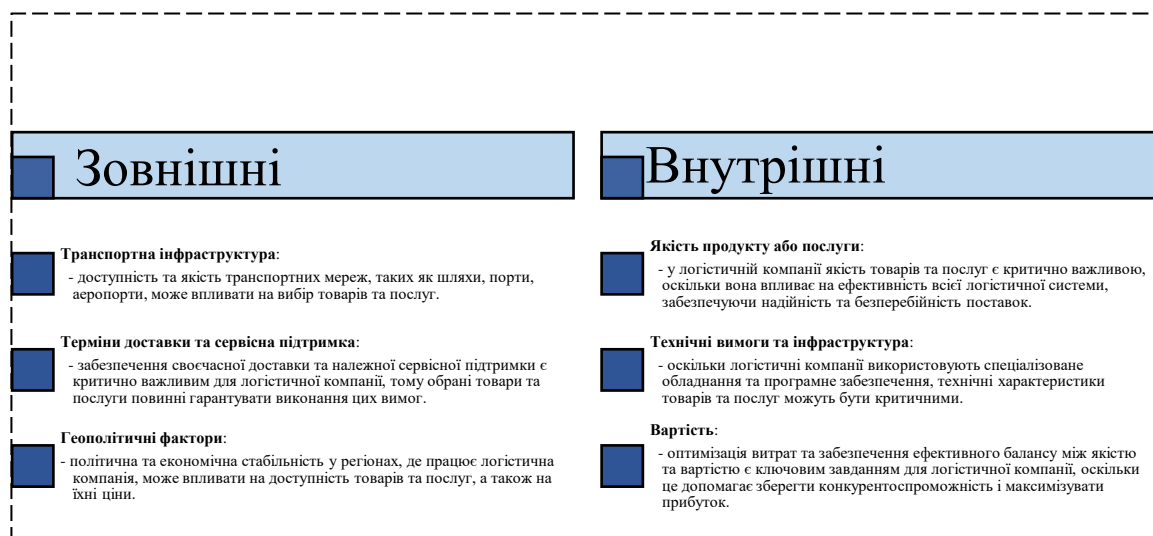 Зовнішні
Транспортна інфраструктура:
- доступність та якість транспортних мереж, таких як шляхи, порти,
аеропорти, може впливати на вибір товарів та послуг.
Терміни доставки та сервісна підтримка:
- забезпечення своєчасної доставки та належної сервісної підтримки є
критично важливим для логістичної компанії, тому обрані товари та
послуги повинні гарантувати виконання цих вимог.
Геополітичні фактори:
- політична та економічна стабільність у регіонах, де працює логістична
компанія, може впливати на доступність товарів та послуг, а також на
їхні ціни.
Внутрішні
Якість продукту або послуги:
- у логістичній компанії якість товарів та послуг є критично важливою,
оскільки вона впливає на ефективність всієї логістичної системи,
забезпечуючи надійність та безперебійність поставок.
Технічні вимоги та інфраструктура:
- оскільки логістичні компанії використовують спеціалізоване
обладнання та програмне забезпечення, технічні характеристики
товарів та послуг можуть бути критичними.
Вартість:
- оптимізація витрат та забезпечення ефективного балансу між якістю
та вартістю є ключовим завданням для логістичної компанії, оскільки
це допомагає зберегти конкурентоспроможність і максимізувати
прибуток.